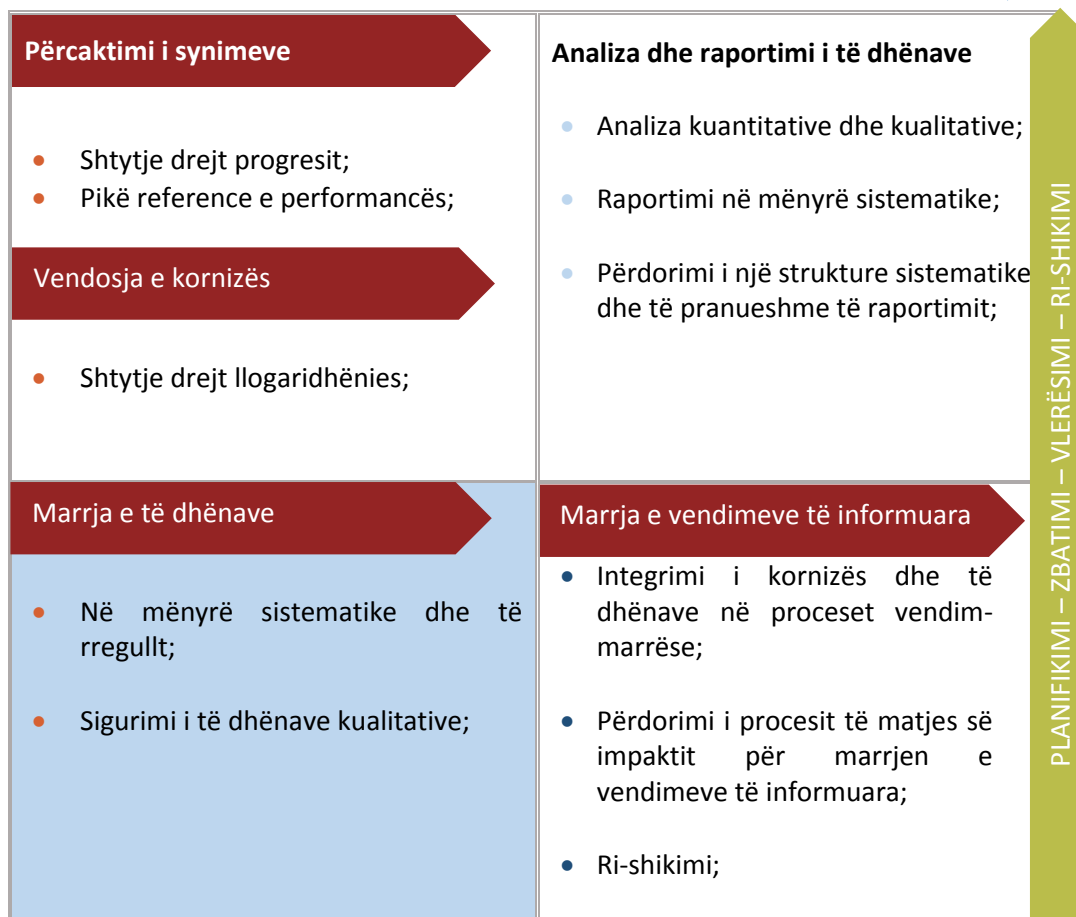 Përcaktimi i synimeve
Shtytje drejt progresit;
Pikë reference e performancës;
Vendosja e kornizës
Shtytje drejt llogaridhënies;
Marrja e të dhënave
Në mënyrë sistematike dhe të
rregullt;
Sigurimi i të dhënave kualitative;
Analiza dhe raportimi i të dhënave
Analiza kuantitative dhe kualitative;
Raportimi në mënyrë sistematike;
Përdorimi i një strukture sistematike
dhe të pranueshme të raportimit;
Marrja e vendimeve të informuara
Integrimi i kornizës dhe të
dhënave në proceset vendim-
marrëse;
Përdorimi i procesit të matjes së
impaktit për marrjen e
vendimeve të informuara;
Ri-shikimi;
PLANIFIKIMI – ZBATIMI – VLERËSIMI – RI-SHIKIMI